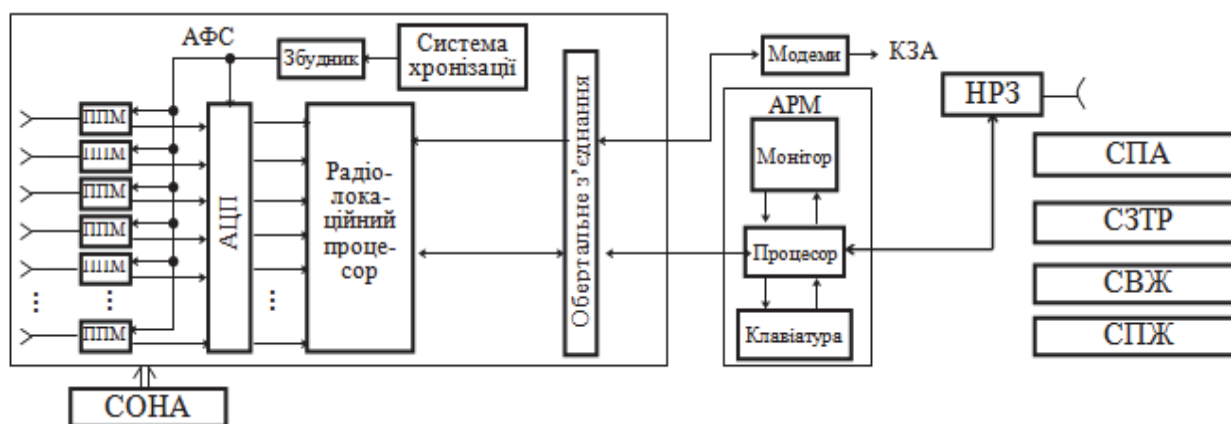 АФС
Збудник
Система
хронізації
Модеми
КЗА
НРЗ
АРМ
Монітор
Процесор
Клавіатура
ППМ
ППМ
ППМ
ППМ
ППМ
ППМ
АЦП
Радіо-
лока-
ційний
проце-
сор
Обертальне з’єднання
СПА
СЗТР
СВЖ
СПЖ
СОНА